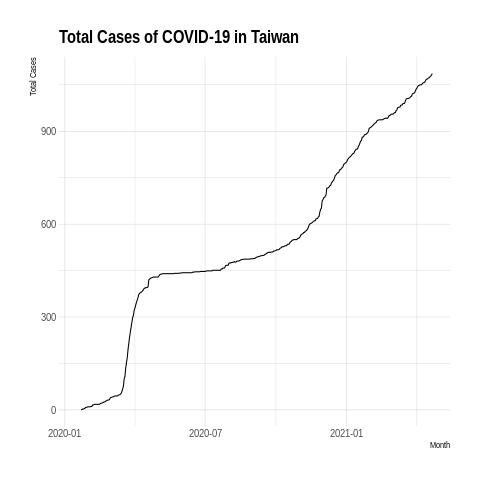 Total Cases of COVID-19 in Taiwan
Total Cases
900
600
300
0
2020-01
2020-07
2021-01
Month